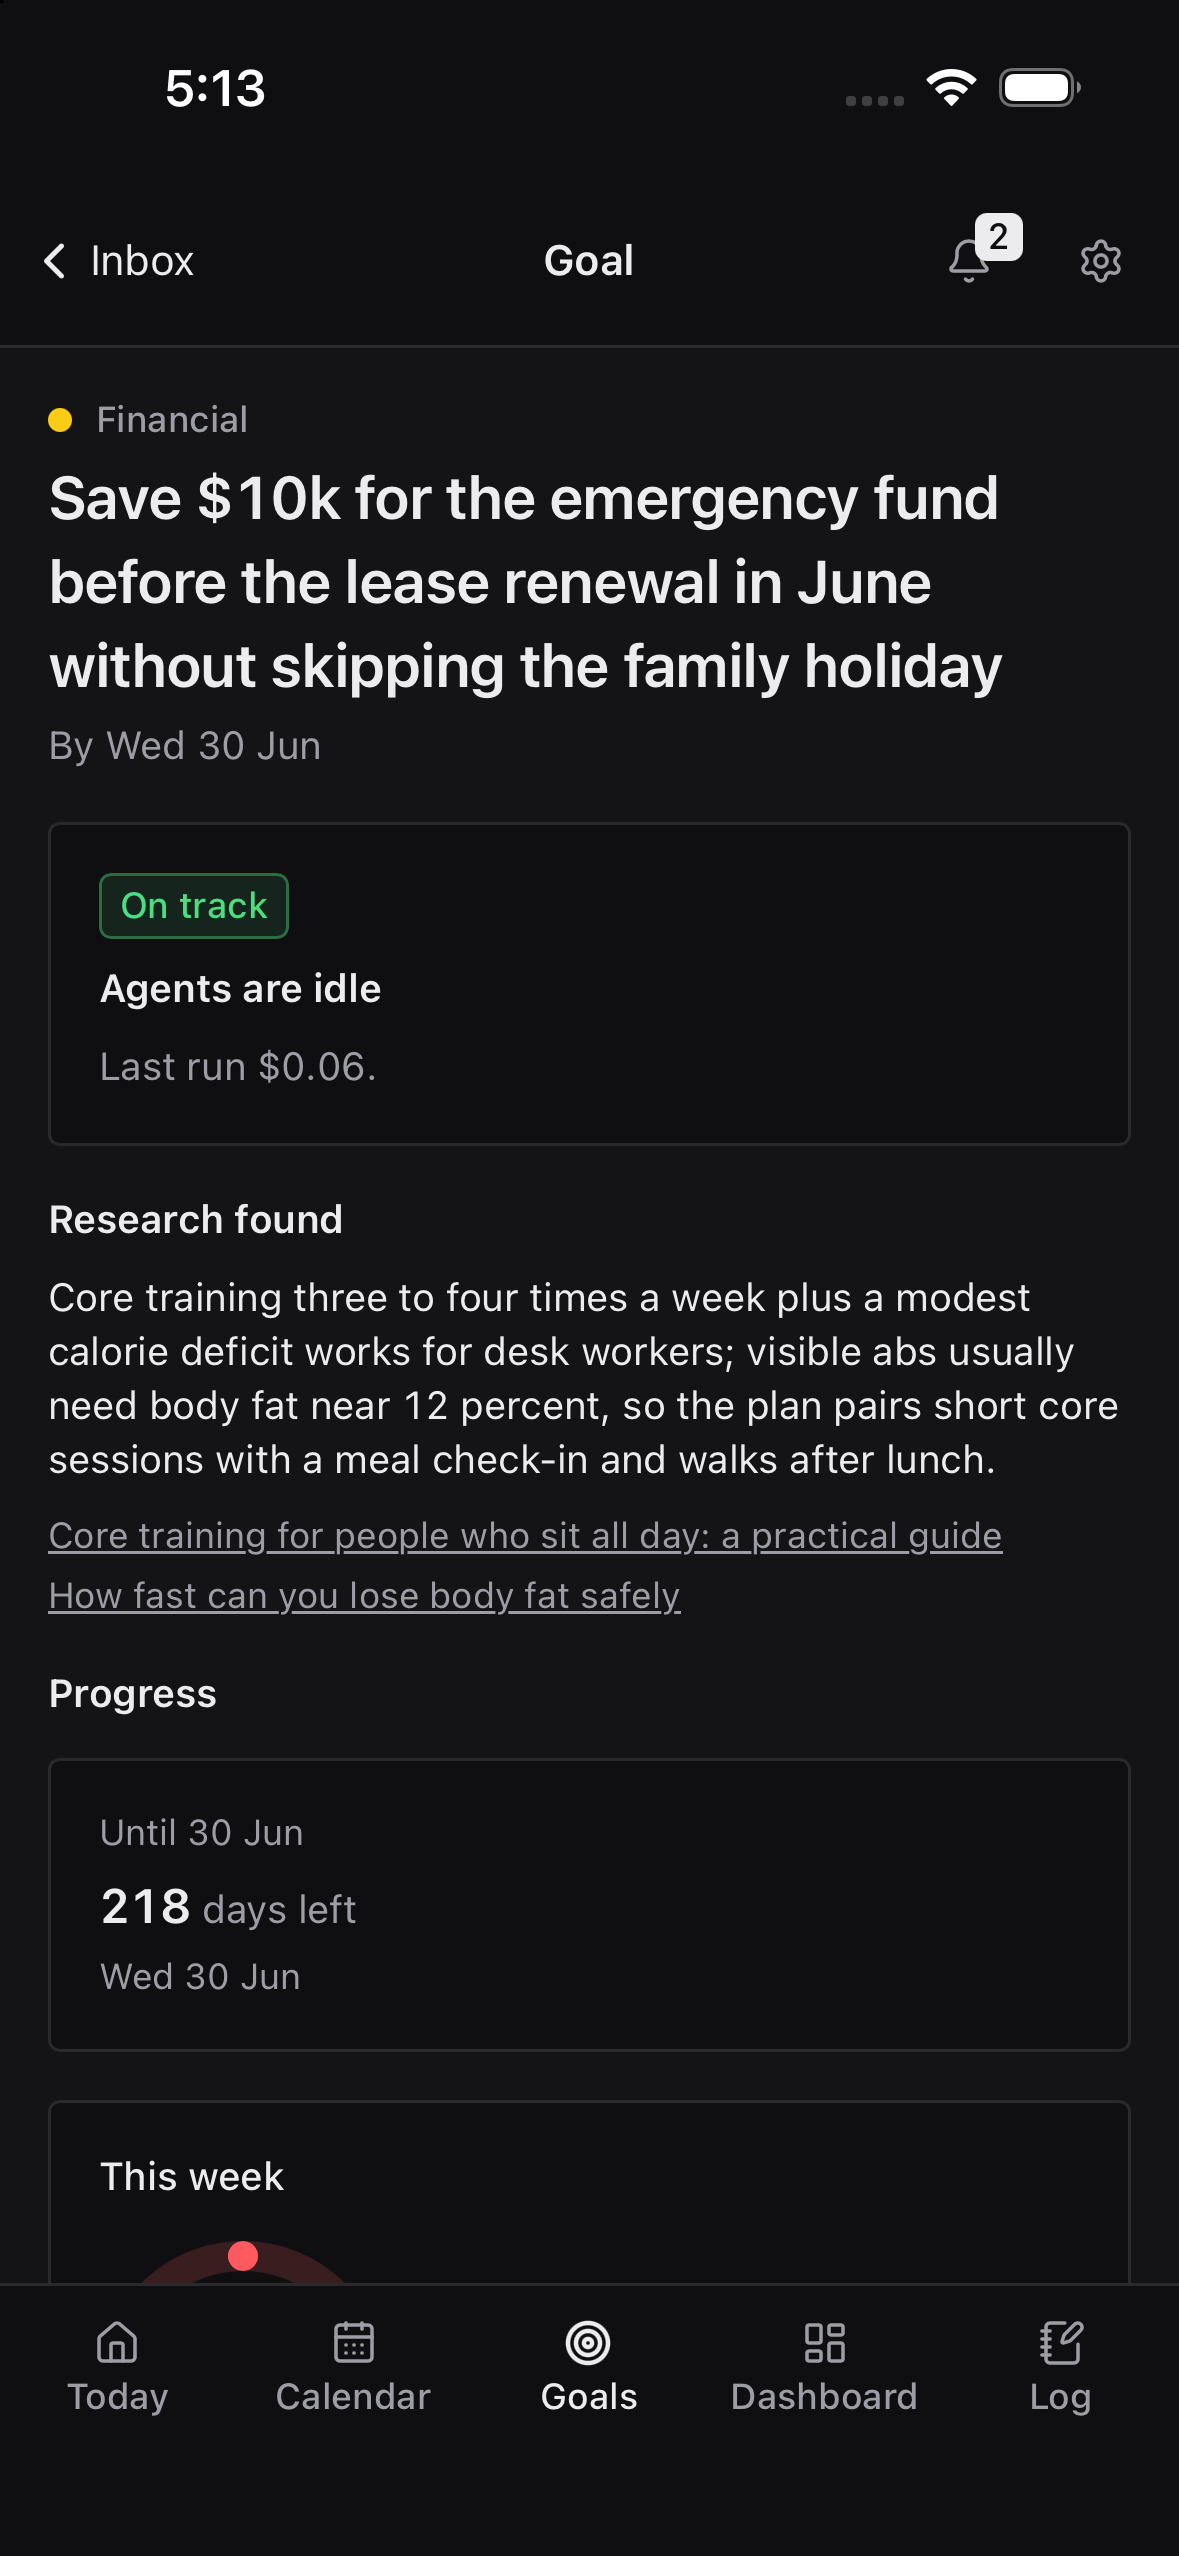 5:13
Inbox
Goal
2
Financial
Save $10k for the emergency fund
before the lease renewal in June
without skipping the family holiday
By Wed 30 Jun
On track
Agents are idle
Last run $0.06.
Research found
Core training three to four times a week plus a modest
calorie deficit works for desk workers; visible abs usually
need body fat near 12 percent, so the plan pairs short core
sessions with a meal check-in and walks after lunch.
Core training for people who sit all day: a practical guide
How fast can you lose body fat safely
Progress
Until 30 Jun
218 days left
Wed 30 Jun
This week
Today
Calendar
Goals
Dashboard
Log